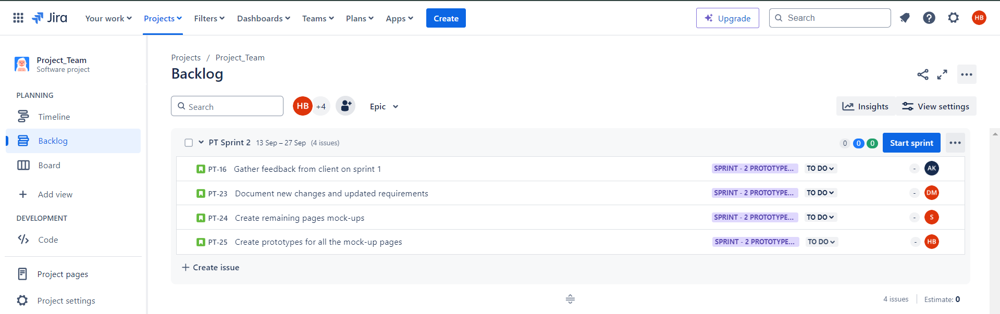 Jira Your work Projects Filters Dashboards Teams Plans Apps Create Upgrade Search HB
Project_Team
Software project
PLANNING
Timeline
Backlog
Board
Add view
DEVELOPMENT
Code
Project pages
Project settings
Projects / Project_Team
Backlog
Search HB +4 Epic Insights View settings
PT Sprint 2 13 Sep – 27 Sep (4 issues) 0 0 0 Start sprint
PT-16 Gather feedback from client on sprint 1 SPRINT - 2 PROTOTYPE... TO DO - AK
PT-23 Document new changes and updated requirements SPRINT - 2 PROTOTYPE... TO DO - DM
PT-24 Create remaining pages mock-ups SPRINT - 2 PROTOTYPE... TO DO - S
PT-25 Create prototypes for all the mock-up pages SPRINT - 2 PROTOTYPE... TO DO - HB
Create issue
4 issues Estimate: 0